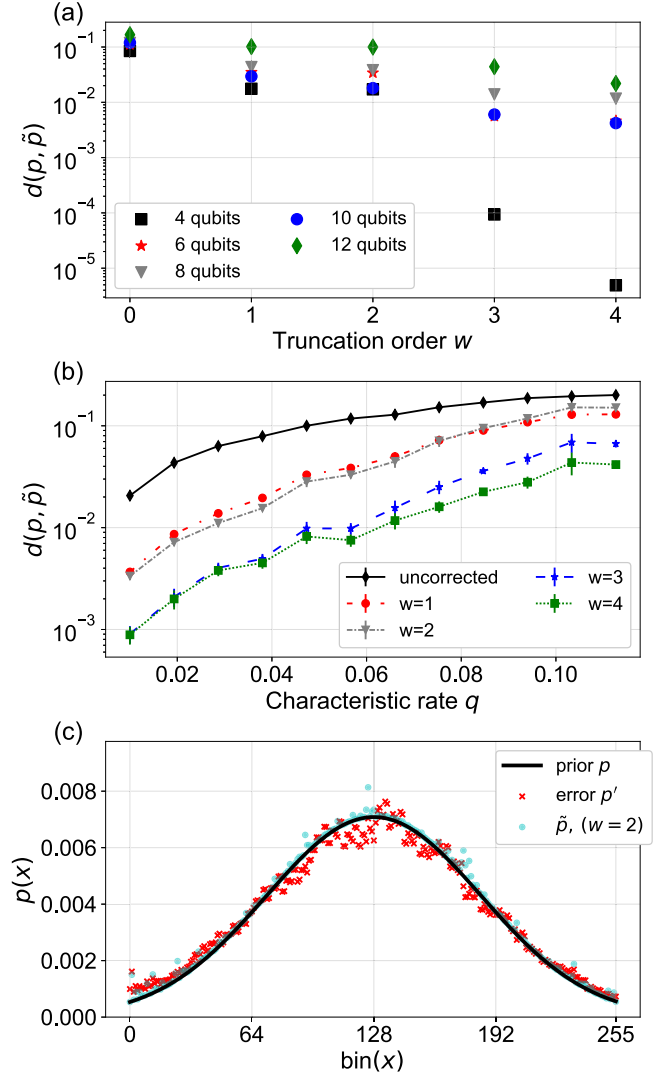 (a)
10⁻¹
10⁻²
10⁻³
10⁻⁴
10⁻⁵
d(p, p̃)
4 qubits
6 qubits
8 qubits
10 qubits
12 qubits
0 1 2 3 4
Truncation order w
(b)
10⁻¹
10⁻²
10⁻³
d(p, p̃)
uncorrected
w=1
w=2
w=3
w=4
0.02 0.04 0.06 0.08 0.10
Characteristic rate q
(c)
0.008
0.006
0.004
0.002
0.000
p(x)
prior p
error p′
p̃, (w = 2)
0 64 128 192 255
bin(x)